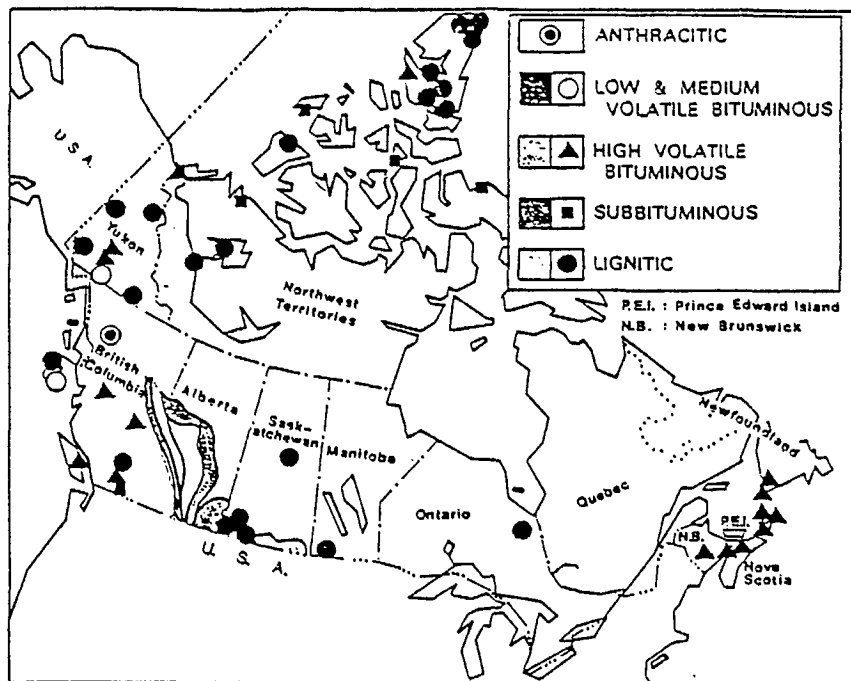 ANTHRACITIC
LOW & MEDIUM
VOLATILE BITUMINOUS
HIGH VOLATILE
BITUMINOUS
SUBBITUMINOUS
LIGNITIC
P.E.I. : Prince Edward Island
N.B. : New Brunswick
U.S.A.
Yukon
Northwest
Territories
British
Columbia
Alberta
Sask-
atchewan
Manitoba
Ontario
Quebec
Newfoundland
P.E.I.
N.B.
Nova
Scotia
U. S. A.